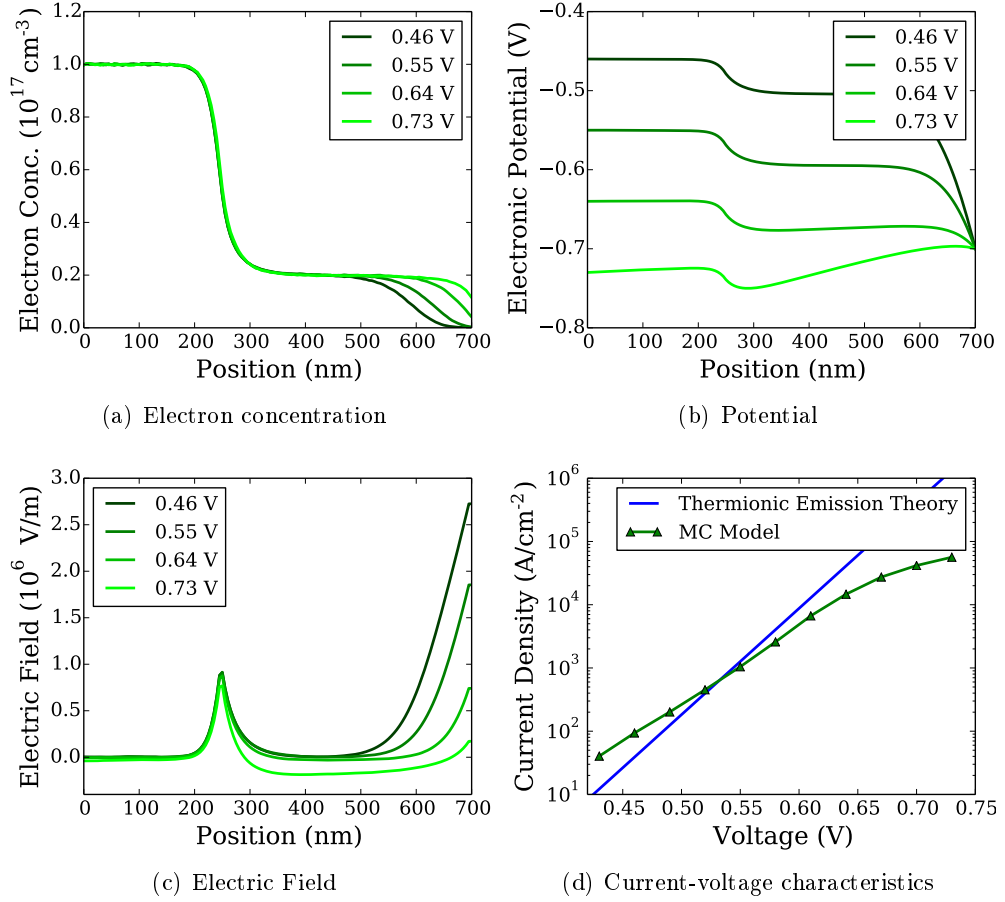 Electron Conc. (10^17 cm^-3)
1.2
1.0
0.8
0.6
0.4
0.2
0.0
0.46 V
0.55 V
0.64 V
0.73 V
0 100 200 300 400 500 600 700
Position (nm)
(a) Electron concentration
Electronic Potential (V)
−0.4
−0.5
−0.6
−0.7
−0.8
0.46 V
0.55 V
0.64 V
0.73 V
0 100 200 300 400 500 600 700
Position (nm)
(b) Potential
Electric Field (10^6 V/m)
3.0
2.5
2.0
1.5
1.0
0.5
0.0
0.46 V
0.55 V
0.64 V
0.73 V
0 100 200 300 400 500 600 700
Position (nm)
(c) Electric Field
Current Density (A/cm^-2)
10^6
10^5
10^4
10^3
10^2
10^1
Thermionic Emission Theory
MC Model
0.45 0.50 0.55 0.60 0.65 0.70 0.75
Voltage (V)
(d) Current-voltage characteristics